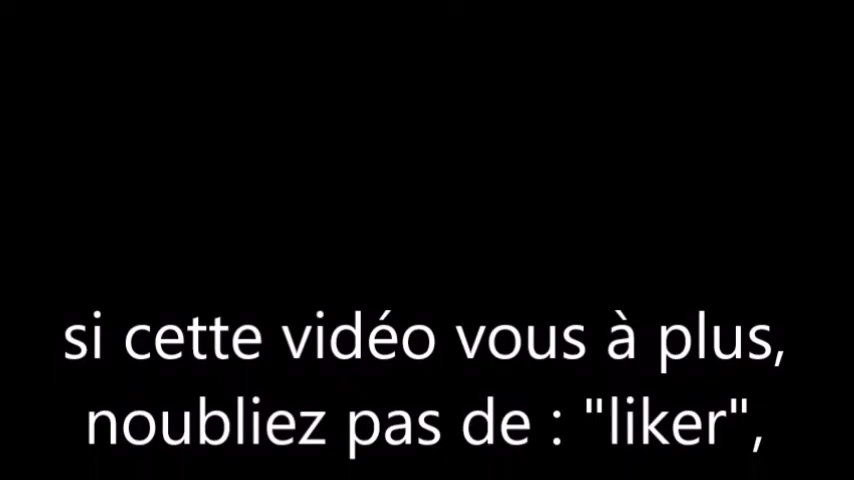 si cette vidéo vous à plus,
noubliez pas de : "liker",